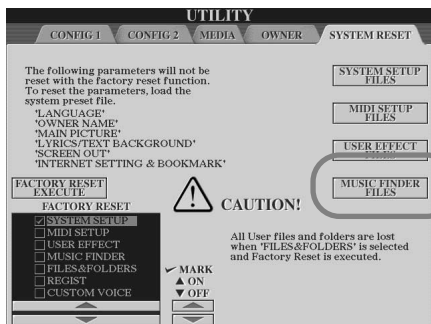 UTILITY
CONFIG 1 CONFIG 2 MEDIA OWNER SYSTEM RESET
The following parameters will not be
reset with the factory reset function.
To reset the parameters, load the
system preset file.
'LANGUAGE'
'OWNER NAME'
'MAIN PICTURE'
'LYRICS/TEXT BACKGROUND'
'SCREEN OUT'
'INTERNET SETTING & BOOKMARK'
SYSTEM SETUP
FILES
MIDI SETUP
FILES
USER EFFECT
FILES
MUSIC FINDER
FILES
FACTORY RESET
EXECUTE
FACTORY RESET
SYSTEM SETUP
MIDI SETUP
USER EFFECT
MUSIC FINDER
FILES&FOLDERS
REGIST
CUSTOM VOICE
MARK
▲ ON
▼ OFF
CAUTION!
All User files and folders are lost
when 'FILES&FOLDERS' is selected
and Factory Reset is executed.